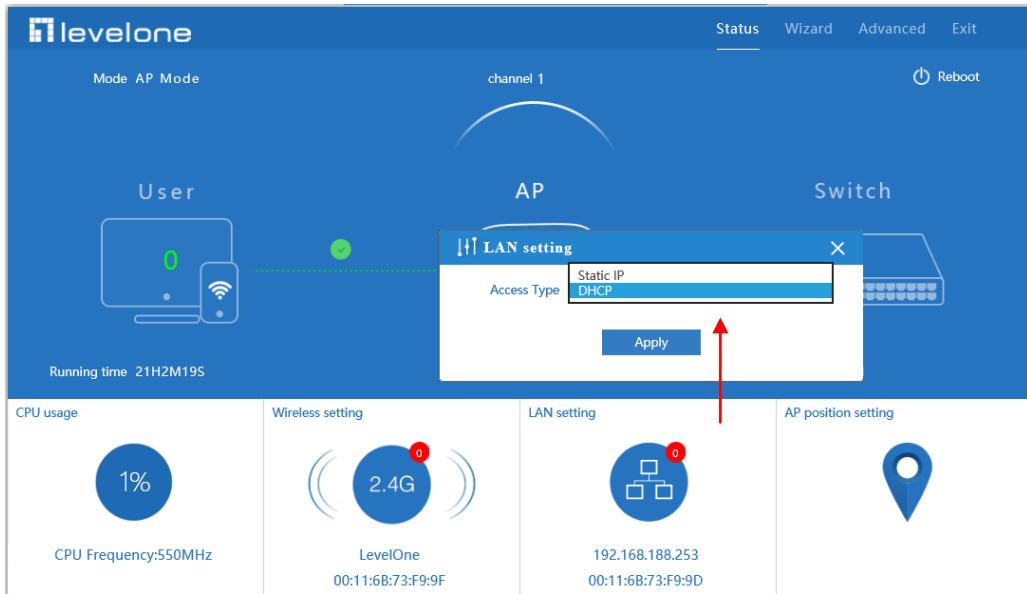 levelone
Status Wizard Advanced Exit
Mode AP Mode
channel 1
Reboot
User
AP
Switch
0
LAN setting
Access Type
Static IP
DHCP
Apply
Running time 21H2M19S
CPU usage
Wireless setting
LAN setting
AP position setting
1%
2.4G
0
0
CPU Frequency:550MHz
LevelOne
192.168.188.253
00:11:6B:73:F9:9F
00:11:6B:73:F9:9D